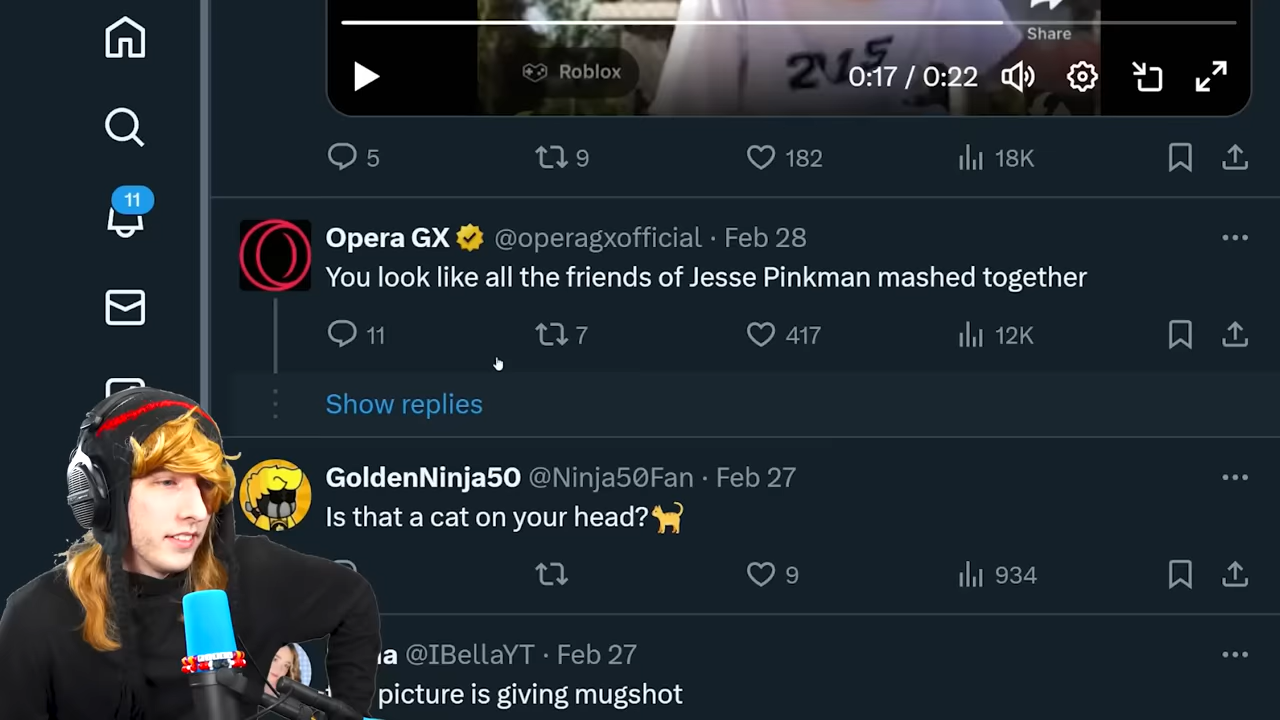 Share
215
Roblox
0:17 / 0:22
5 9 182 18K
11
Opera GX @operagxofficial · Feb 28
You look like all the friends of Jesse Pinkman mashed together
11 7 417 12K
Show replies
GoldenNinja50 @Ninja50Fan · Feb 27
Is that a cat on your head?🐈
9 934
@IBellaYT · Feb 27
picture is giving mugshot